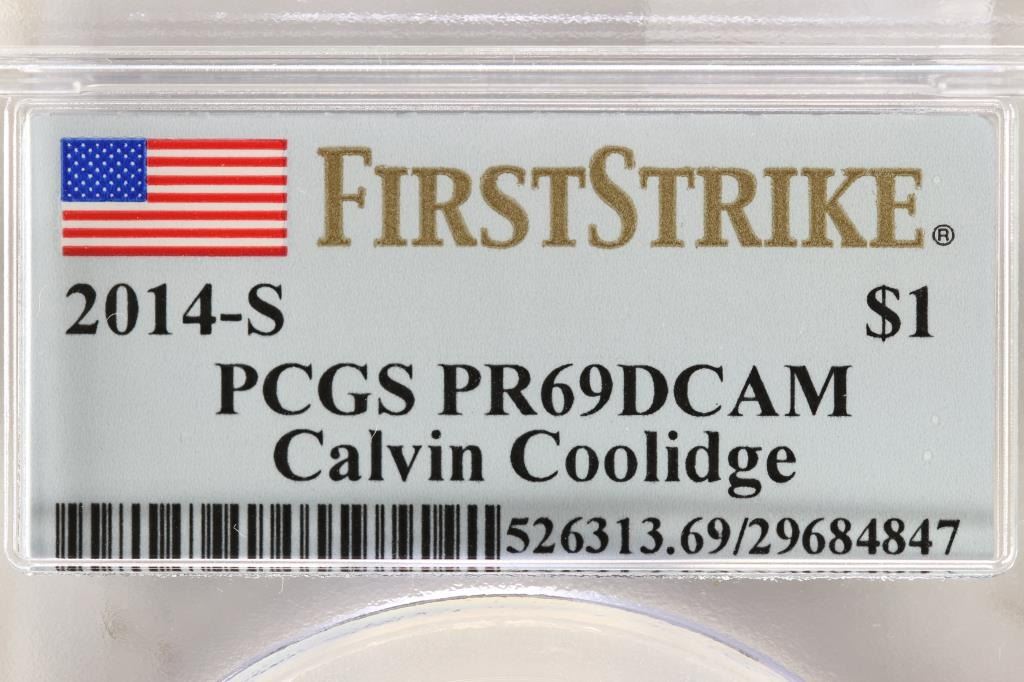 FIRSTSTRIKE®
2014-S $1
PCGS PR69DCAM
Calvin Coolidge
526313.69/29684847